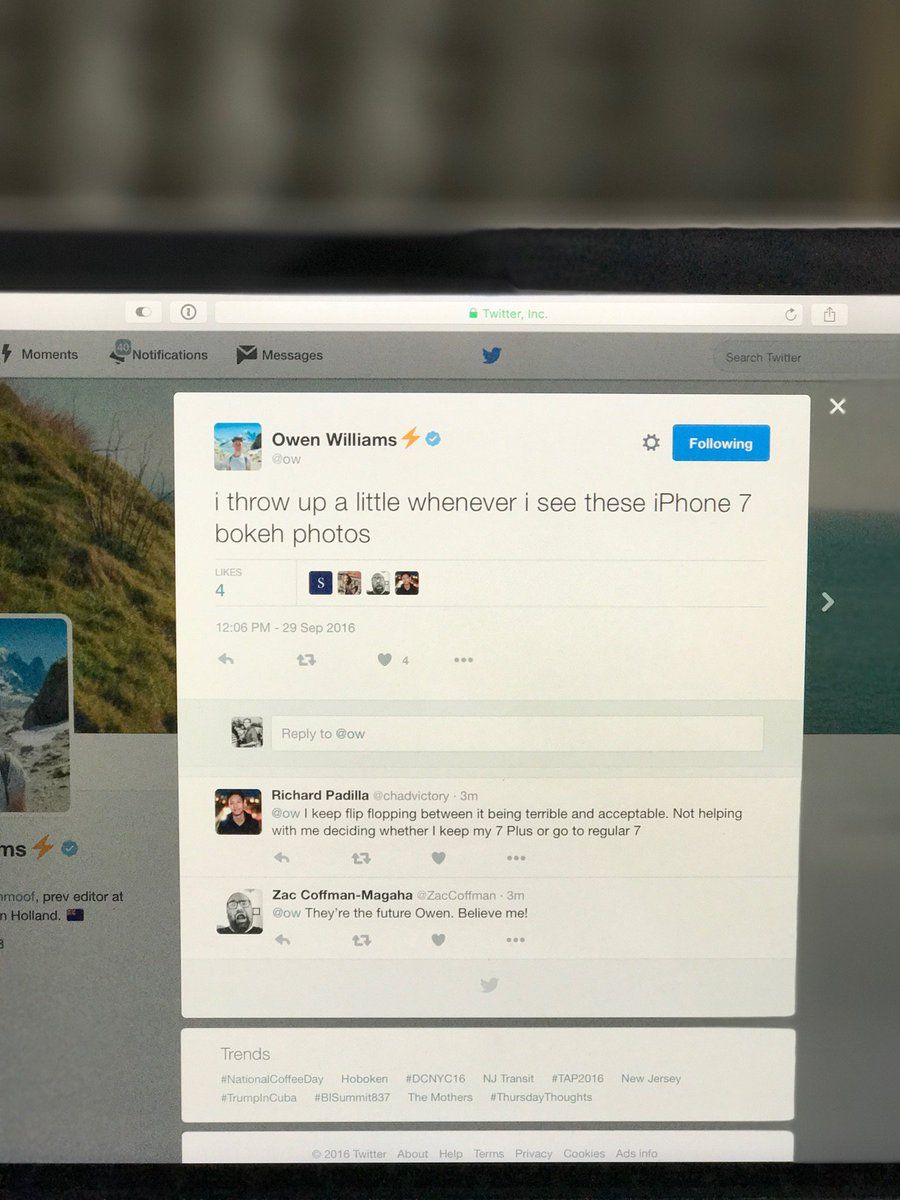 Twitter, Inc.
Moments
40
Notifications
Messages
Search Twitter
Owen Williams
@ow
Following
i throw up a little whenever i see these iPhone 7
bokeh photos
LIKES
4
S
12:06 PM - 29 Sep 2016
4
Reply to @ow
Richard Padilla @chadvictory · 3m
@ow I keep flip flopping between it being terrible and acceptable. Not helping
with me deciding whether I keep my 7 Plus or go to regular 7
ms
nmoof, prev editor at
n Holland.
Zac Coffman-Magaha @ZacCoffman · 3m
@ow They're the future Owen. Believe me!
Trends
#NationalCoffeeDay Hoboken #DCNYC16 NJ Transit #TAP2016 New Jersey
#TrumpInCuba #BISummit837 The Mothers #ThursdayThoughts
© 2016 Twitter About Help Terms Privacy Cookies Ads info